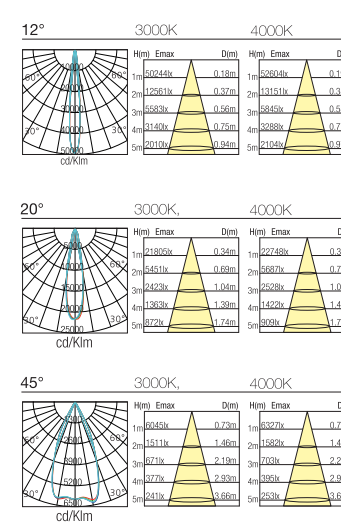 12° 3000K 4000K
H(m) Emax D(m) H(m) Emax D
1m 50244lx 0.18m 1m 52604lx
2m 12561lx 0.37m 2m 13151lx
3m 5583lx 0.56m 3m 5845lx
4m 3140lx 0.75m 4m 3288lx
5m 2010lx 0.94m 5m 2104lx
60° 60°
30° 30°
cd/Klm
20° 3000K, 4000K
H(m) Emax D(m) H(m) Emax D
1m 21805lx 0.34m 1m 22748lx
2m 5451lx 0.69m 2m 5687lx
3m 2423lx 1.04m 3m 2528lx
4m 1363lx 1.39m 4m 1422lx
5m 872lx 1.74m 5m 909lx
60° 60°
30° 30°
25000
cd/Klm
45° 3000K, 4000K
H(m) Emax D(m) H(m) Emax D
1m 6045lx 0.73m 1m 6327lx
2m 1511lx 1.46m 2m 1582lx
3m 671lx 2.19m 3m 703lx
4m 377lx 2.93m 4m 395lx
5m 241lx 3.66m 5m 253lx
60° 60°
30° 30°
6500
cd/Klm